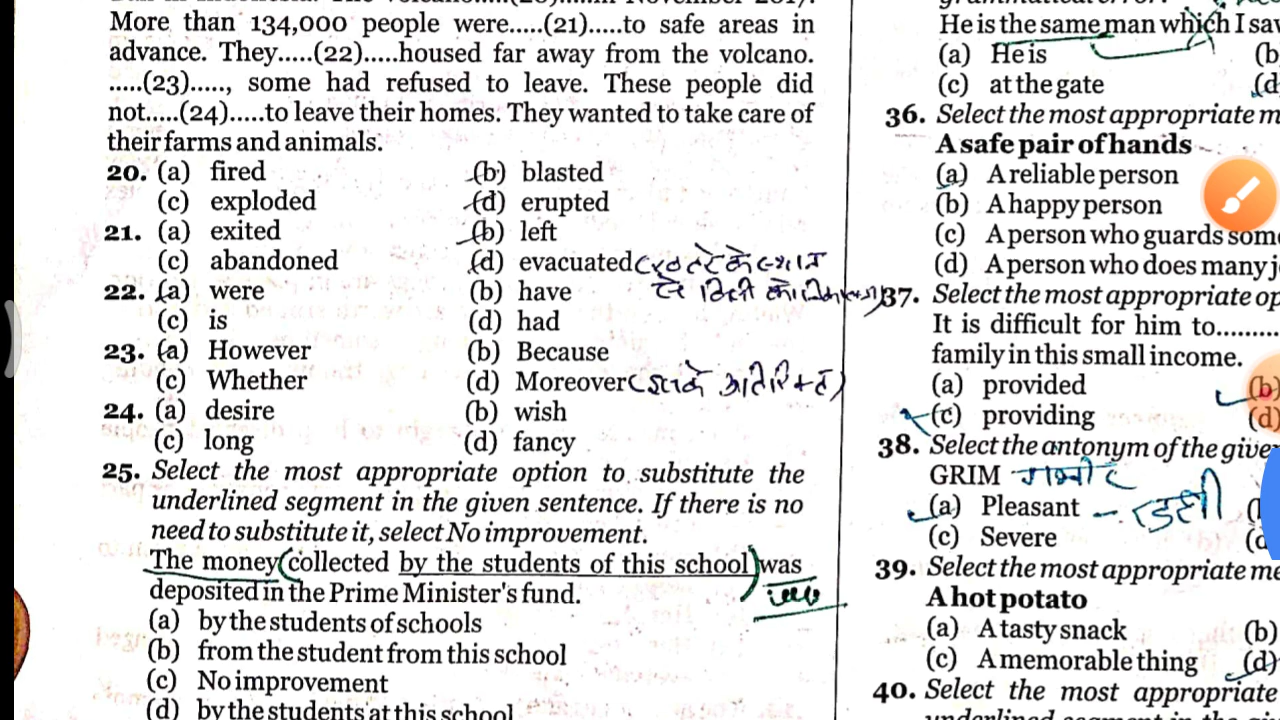 More than 134,000 people were.....(21).....to safe areas in
advance. They.....(22).....housed far away from the volcano.
.....(23)....., some had refused to leave. These people did
not.....(24).....to leave their homes. They wanted to take care of
their farms and animals.
20. (a) fired (b) blasted
(c) exploded (d) erupted
21. (a) exited (b) left
(c) abandoned (d) evacuated
22. (a) were (b) have
(c) is (d) had
23. (a) However (b) Because
(c) Whether (d) Moreover
24. (a) desire (b) wish
(c) long (d) fancy
25. Select the most appropriate option to substitute the
underlined segment in the given sentence. If there is no
need to substitute it, select No improvement.
The money collected by the students of this school was
deposited in the Prime Minister's fund.
(a) by the students of schools
(b) from the student from this school
(c) No improvement
(d) by the students at this school
He is the same man which I saw
(a) He is (b
(c) at the gate (d
36. Select the most appropriate m
A safe pair of hands
(a) A reliable person
(b) A happy person
(c) A person who guards som
(d) A person who does many j
37. Select the most appropriate op
It is difficult for him to.........
family in this small income.
(a) provided (b)
(c) providing (d)
38. Select the antonym of the give
GRIM
(a) Pleasant
(c) Severe
39. Select the most appropriate me
A hot potato
(a) A tasty snack (b)
(c) A memorable thing (d)
40. Select the most appropriate